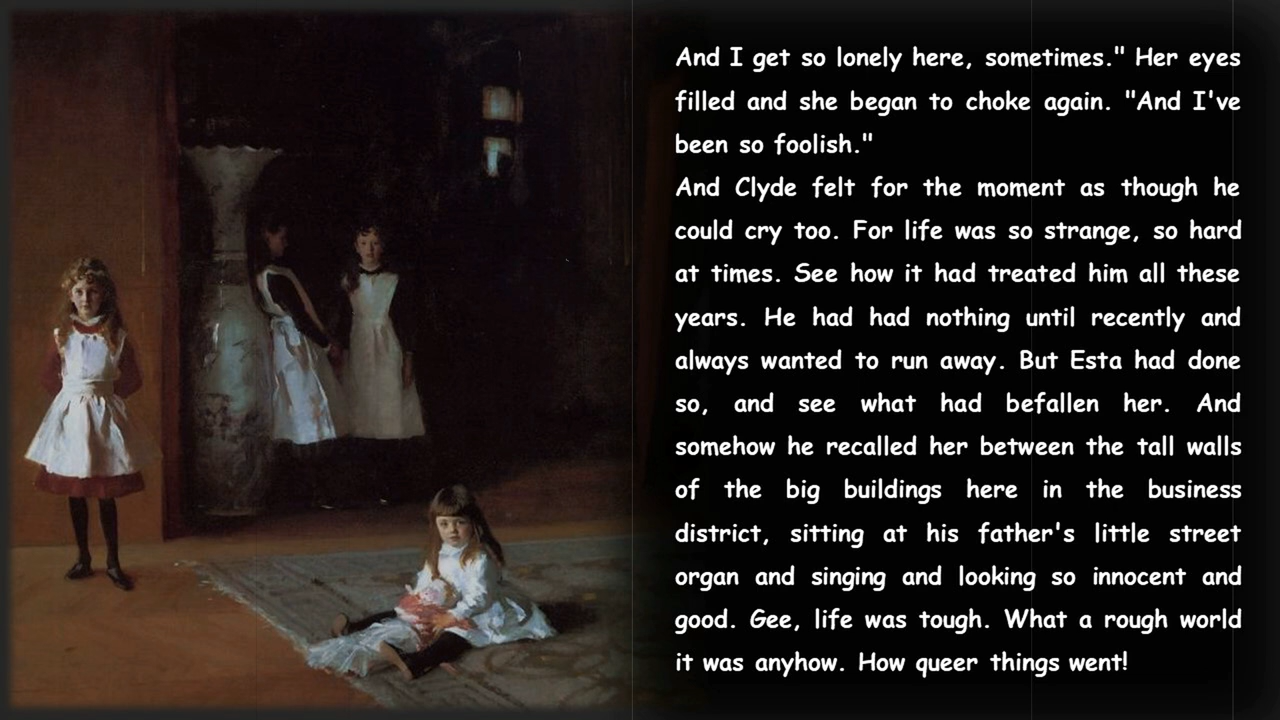 And I get so lonely here, sometimes." Her eyes
filled and she began to choke again. "And I've
been so foolish."
And Clyde felt for the moment as though he
could cry too. For life was so strange, so hard
at times. See how it had treated him all these
years. He had had nothing until recently and
always wanted to run away. But Esta had done
so, and see what had befallen her. And
somehow he recalled her between the tall walls
of the big buildings here in the business
district, sitting at his father's little street
organ and singing and looking so innocent and
good. Gee, life was tough. What a rough world
it was anyhow. How queer things went!